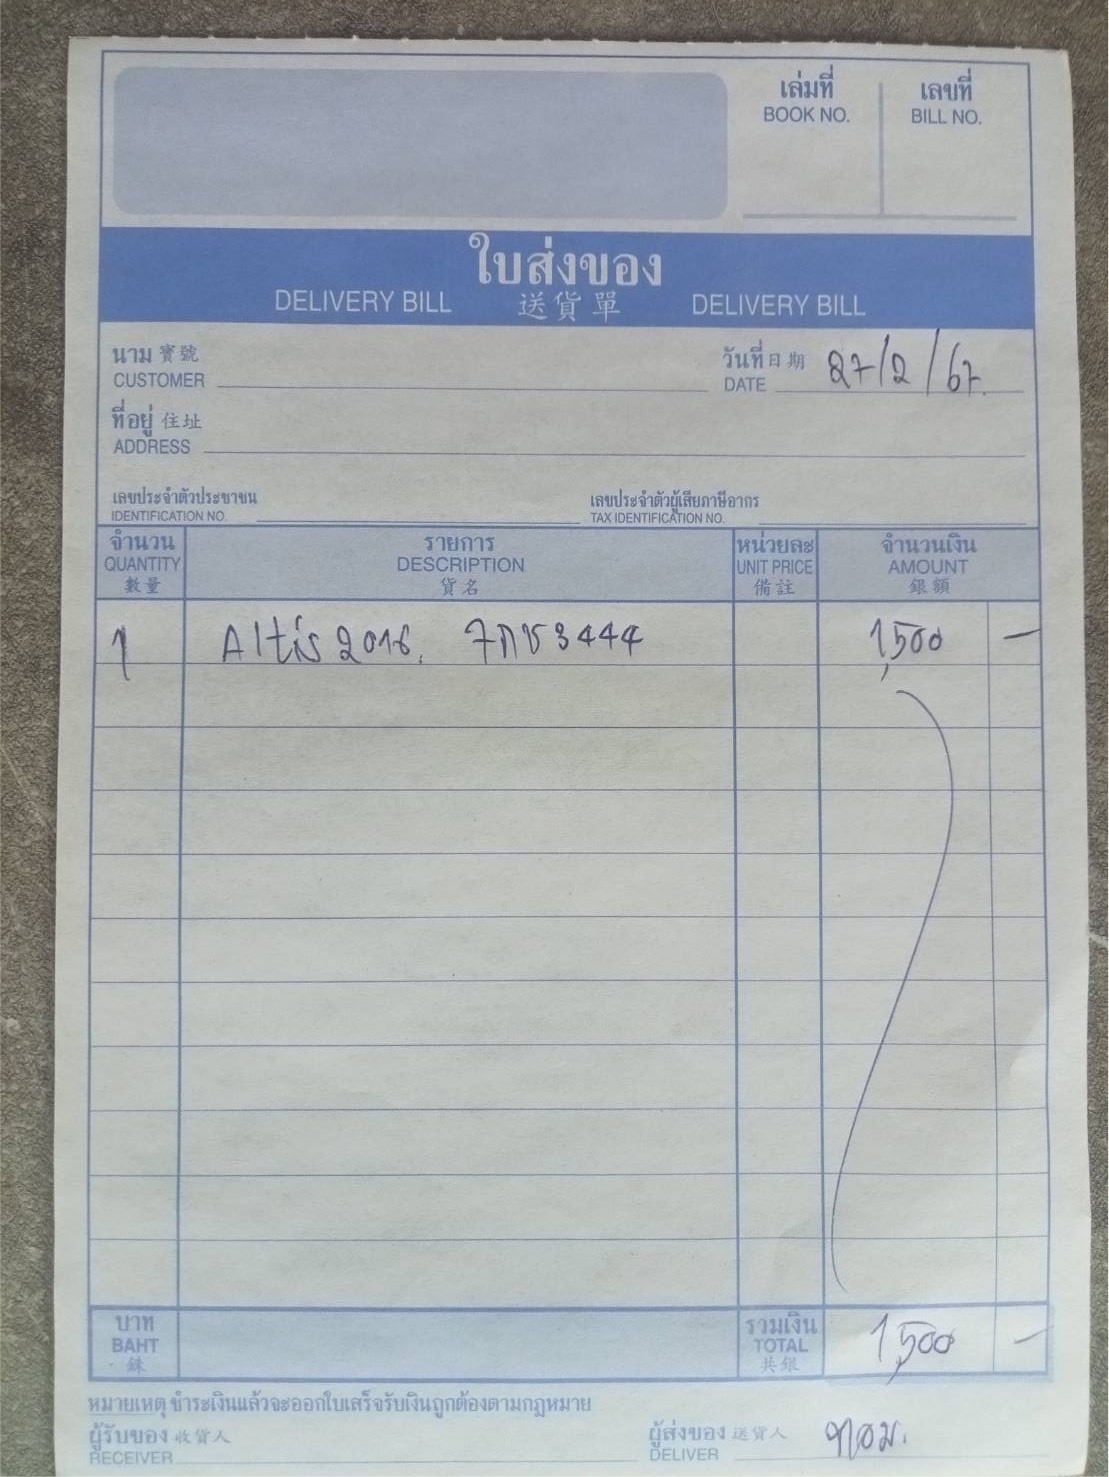 เล่มที่ เลขที่
BOOK NO. BILL NO.
ใบส่งของ
DELIVERY BILL 送貨單 DELIVERY BILL
นาม 寶號 วันที่ 日期 27/2/67.
CUSTOMER DATE
ที่อยู่ 住址
ADDRESS
เลขประจำตัวประชาชน เลขประจำตัวผู้เสียภาษีอากร
IDENTIFICATION NO. TAX IDENTIFICATION NO.
จำนวน รายการ หน่วยละ จำนวนเงิน
QUANTITY DESCRIPTION UNIT PRICE AMOUNT
數量 貨名 備註 銀額
1 Altis 2016. 7กช3444 1,500 -
บาท รวมเงิน 1,500 -
BAHT TOTAL
銖 共銀
หมายเหตุ ชำระเงินแล้วจะออกใบเสร็จรับเงินถูกต้องตามกฎหมาย
ผู้รับของ 收貨人 ผู้ส่งของ 送貨人
RECEIVER DELIVER